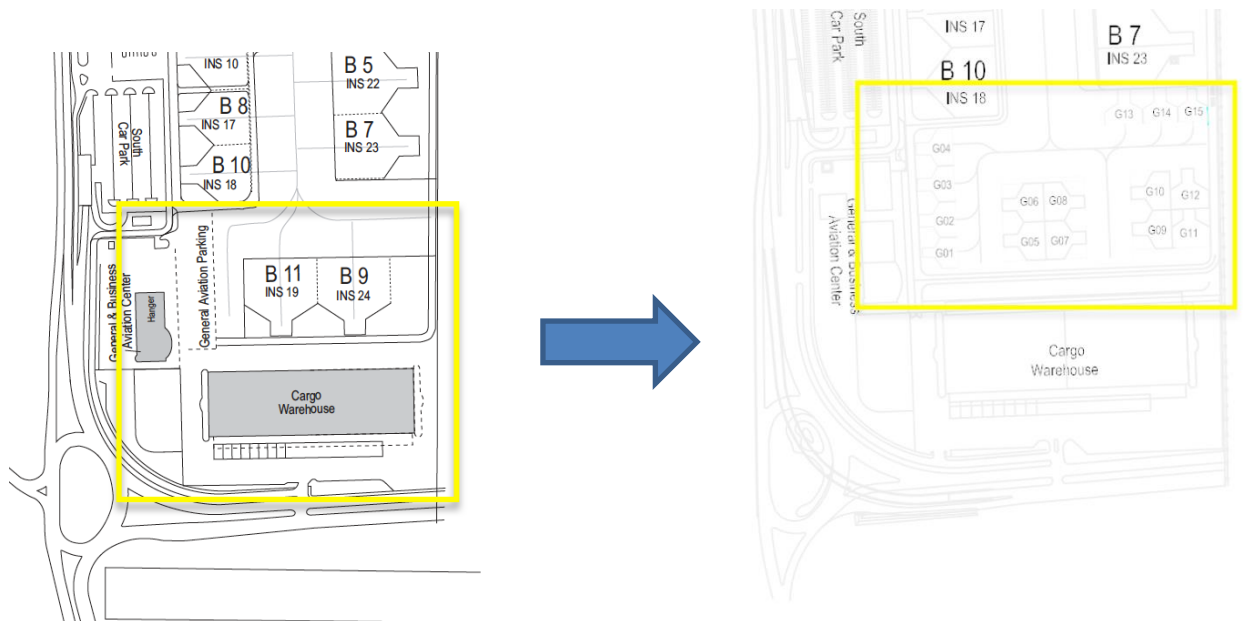 INS 10
B 5
INS 22
South
Car Park
B 8
INS 17
B 7
INS 23
B 10
INS 18
General & Business
Aviation Center
Hanger
General Aviation Parking
B 11
INS 19
B 9
INS 24
Cargo
Warehouse
South
Car Park
INS 17
B 7
INS 23
B 10
INS 18
G13
G14
G15
G04
G03
G02
G01
G06
G08
G05
G07
G10
G12
G09
G11
General & Business
Aviation Center
Cargo
Warehouse